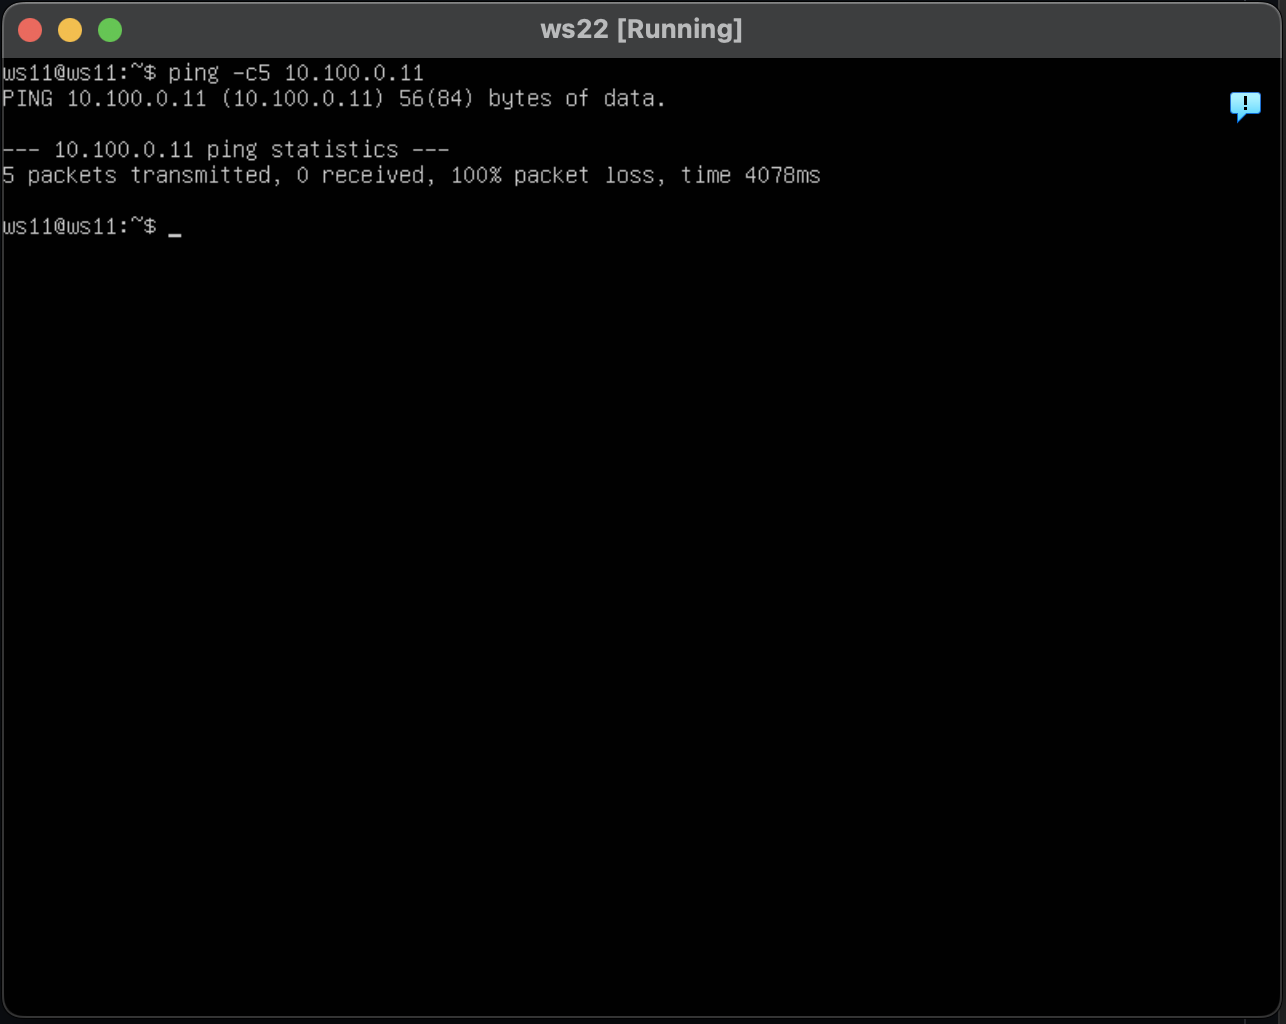 ws22 [Running]
ws11@ws11:~$ ping -c5 10.100.0.11
PING 10.100.0.11 (10.100.0.11) 56(84) bytes of data.
--- 10.100.0.11 ping statistics ---
5 packets transmitted, 0 received, 100% packet loss, time 4078ms
ws11@ws11:~$ _